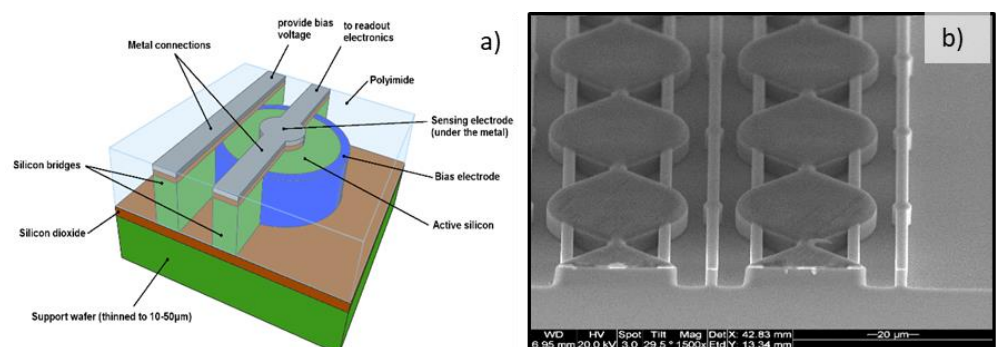 provide bias
voltage
to readout
electronics
a)
Metal connections
Polyimide
Sensing electrode
(under the metal)
Silicon bridges
Bias electrode
Silicon dioxide
Active silicon
Support wafer (thinned to 10-50µm)
b)
WD HV Spot Tilt Mag Det X: 42.83 mm 20 µm
6.95 mm 20.0 kV 3.0 29.5 ° 1500x Etd Y: 13.34 mm